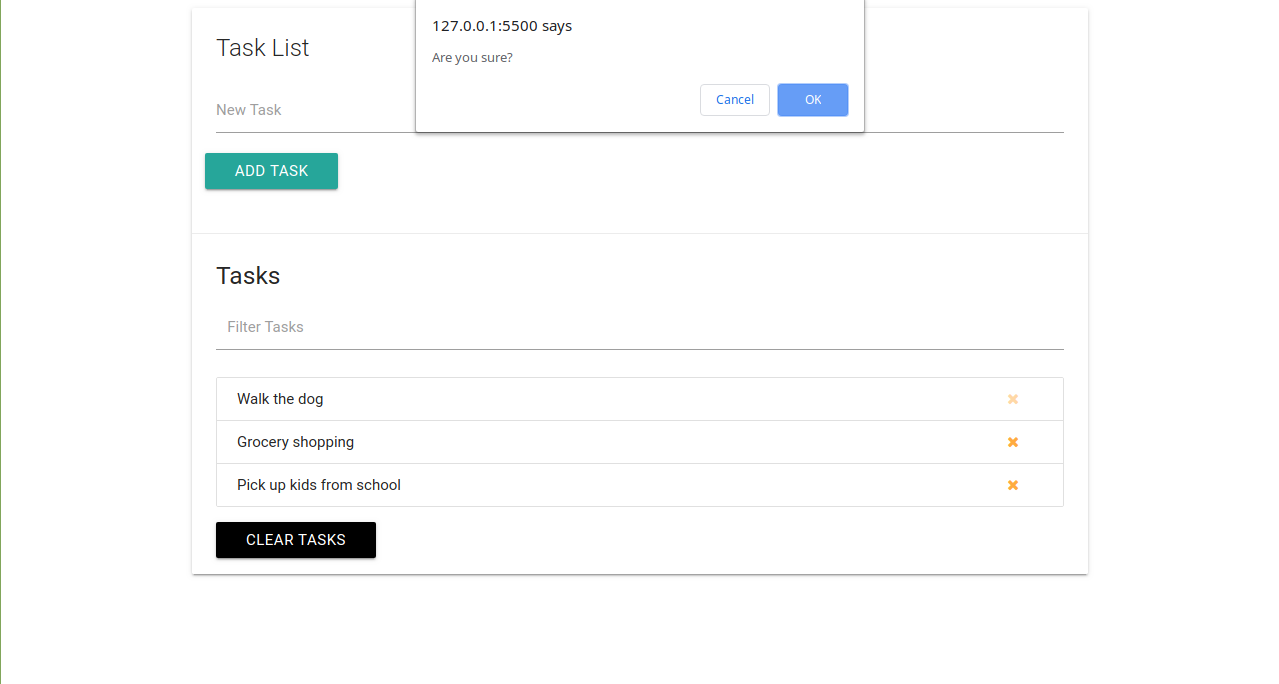 127.0.0.1:5500 says
Are you sure?
Cancel OK
Task List
New Task
ADD TASK
Tasks
Filter Tasks
Walk the dog
Grocery shopping
Pick up kids from school
CLEAR TASKS